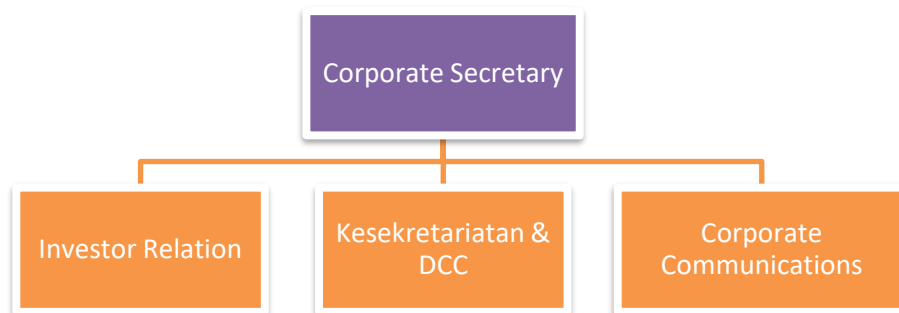 Corporate Secretary
Investor Relation
Kesekretariatan &
DCC
Corporate
Communications